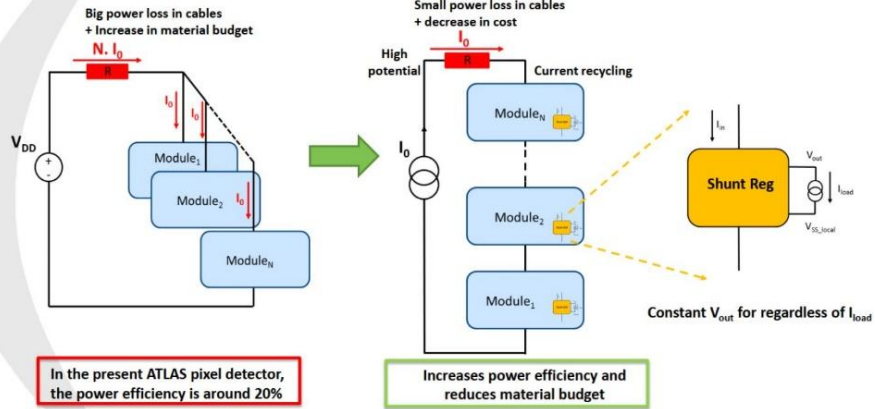 Big power loss in cables
+ Increase in material budget
N. I0
R
I0
I0
I0
VDD
+
-
Module1
Module2
ModuleN
In the present ATLAS pixel detector,
the power efficiency is around 20%
Small power loss in cables
+ decrease in cost
I0
High
potential
R
Current recycling
I0
ModuleN
Module2
Module1
Increases power efficiency and
reduces material budget
Iin
Shunt Reg
Vout
Iload
VSS_local
Constant Vout for regardless of Iload